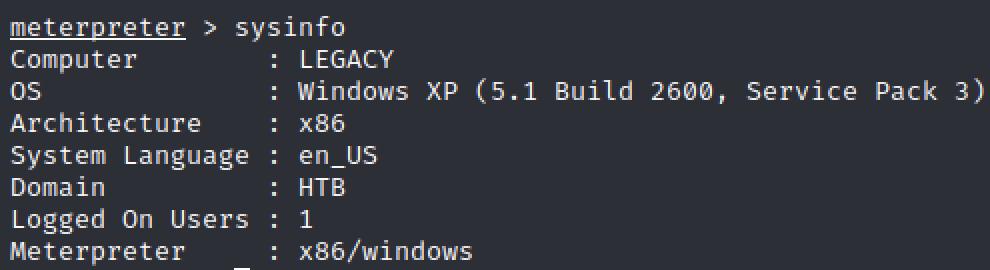 meterpreter > sysinfo
Computer        : LEGACY
OS              : Windows XP (5.1 Build 2600, Service Pack 3)
Architecture    : x86
System Language : en_US
Domain          : HTB
Logged On Users : 1
Meterpreter     : x86/windows